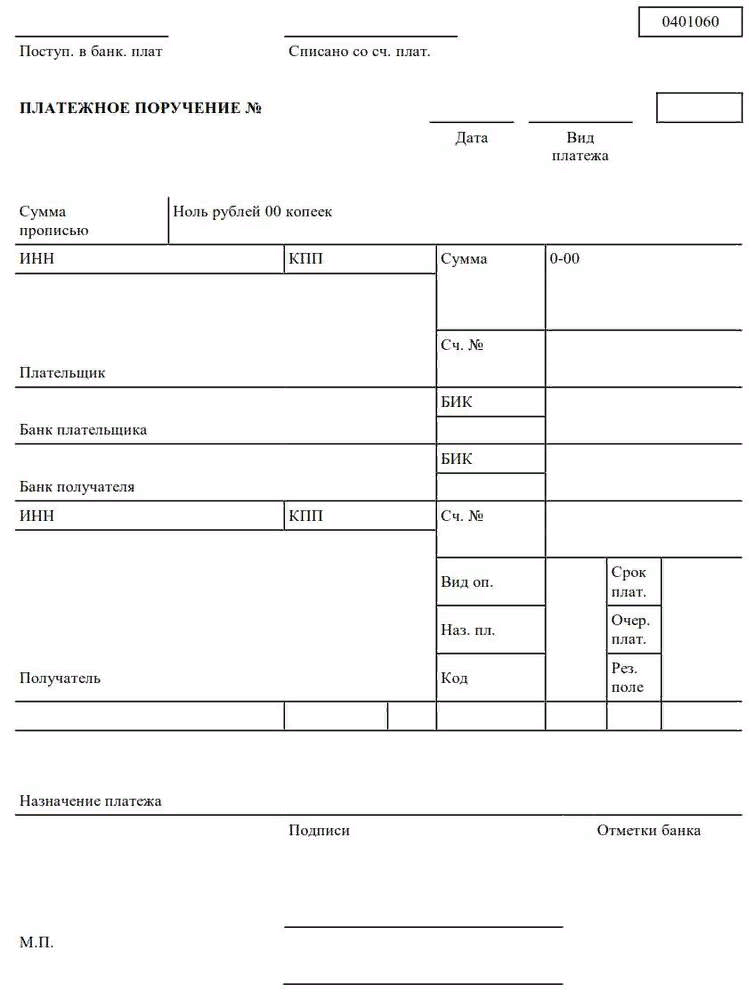 0401060
Поступ. в банк. плат
Списано со сч. плат.
ПЛАТЕЖНОЕ ПОРУЧЕНИЕ №
Дата
Вид
платежа
Сумма
прописью
Ноль рублей 00 копеек
ИНН
КПП
Сумма
0-00
Сч. №
Плательщик
БИК
Банк плательщика
БИК
Банк получателя
ИНН
КПП
Сч. №
Вид оп.
Срок
плат.
Наз. пл.
Очер.
плат.
Получатель
Код
Рез.
поле
Назначение платежа
Подписи
Отметки банка
М.П.